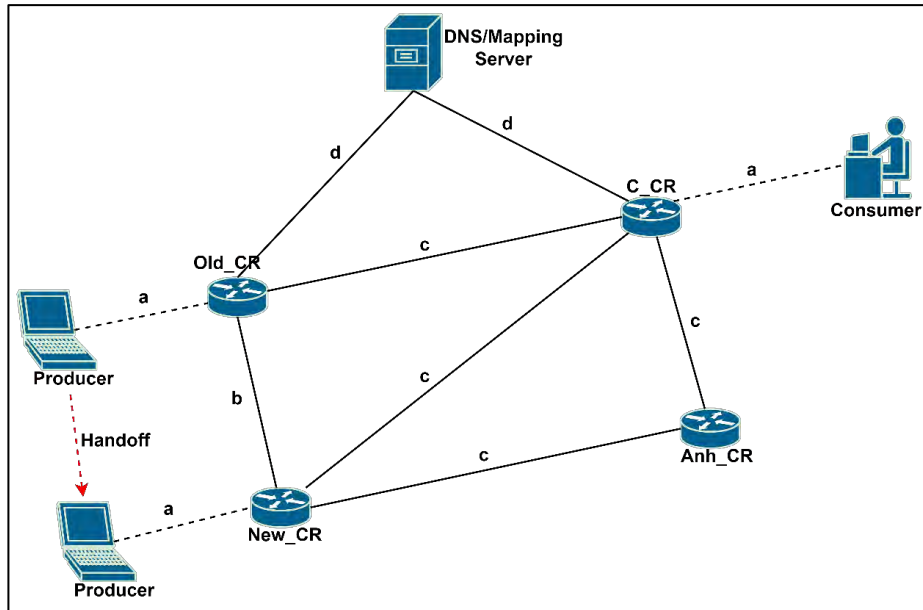 DNS/Mapping
Server
d
d
a
C_CR
Consumer
c
Old_CR
a
Producer
c
c
b
Handoff
c
Anh_CR
a
New_CR
Producer